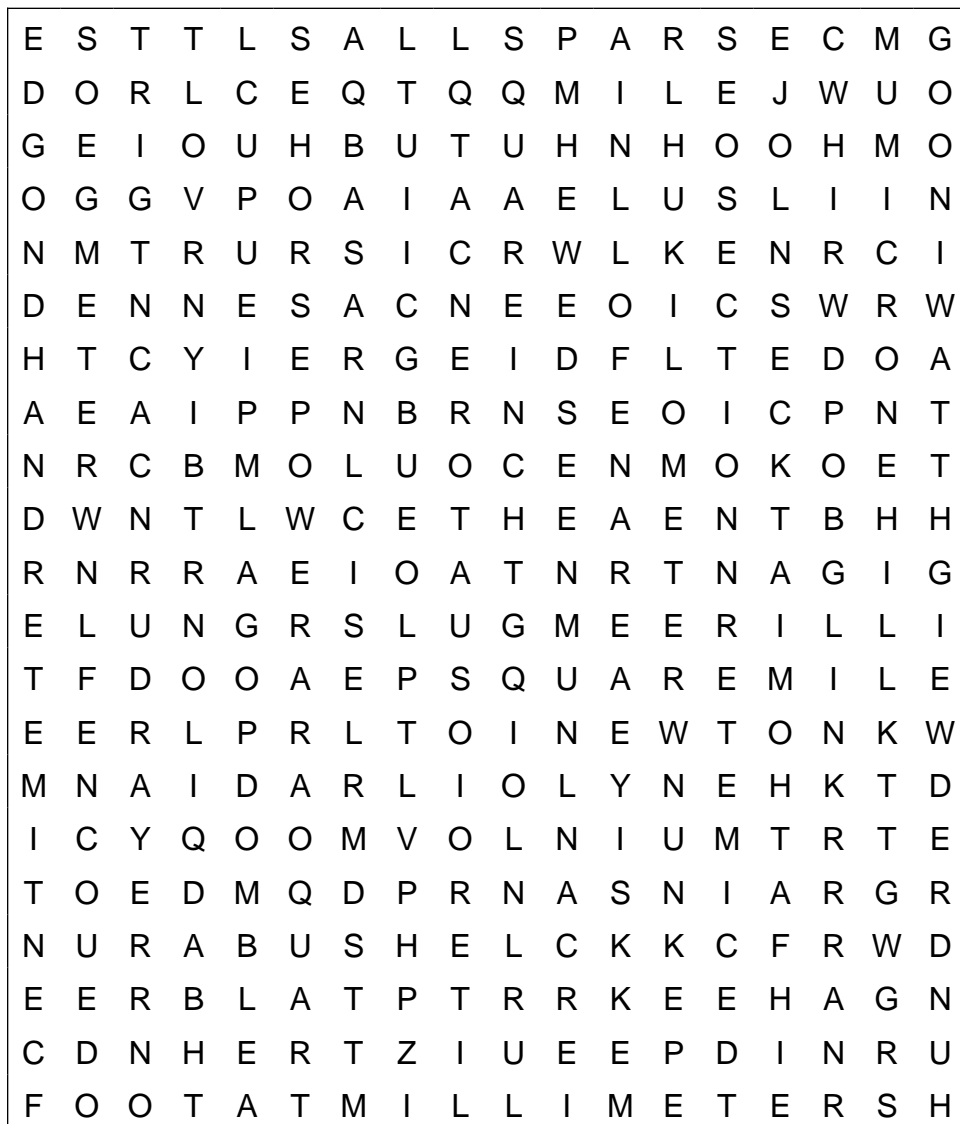 E S T T L S A L L S P A R S E C M G
D O R L C E Q T Q Q M I L E J W U O
G E I O U H B U T U H N H O O H M O
O G G V P O A I A A E L U S L I I N
N M T R U R S I C R W L K E N R C I
D E N N E S A C N E E O I C S W R W
H T C Y I E R G E I D F L T E D O A
A E A I P P N B R N S E O I C P N T
N R C B M O L U O C E N M O K O E T
D W N T L W C E T H E A E N T B H H
R N R R A E I O A T N R T N A G I G
E L U N G R S L U G M E E R I L L I
T F D O O A E P S Q U A R E M I L E
E E R L P R L T O I N E W T O N K W
M N A I D A R L I O L Y N E H K T D
I C Y Q O O M V O L N I U M T R T E
T O E D M Q D P R N A S N I A R G R
N U R A B U S H E L C K K C F R W D
E E R B L A T P T R R K E E H A G N
C D N H E R T Z I U E E P D I N R U
F O O T A T M I L L I M E T E R S H